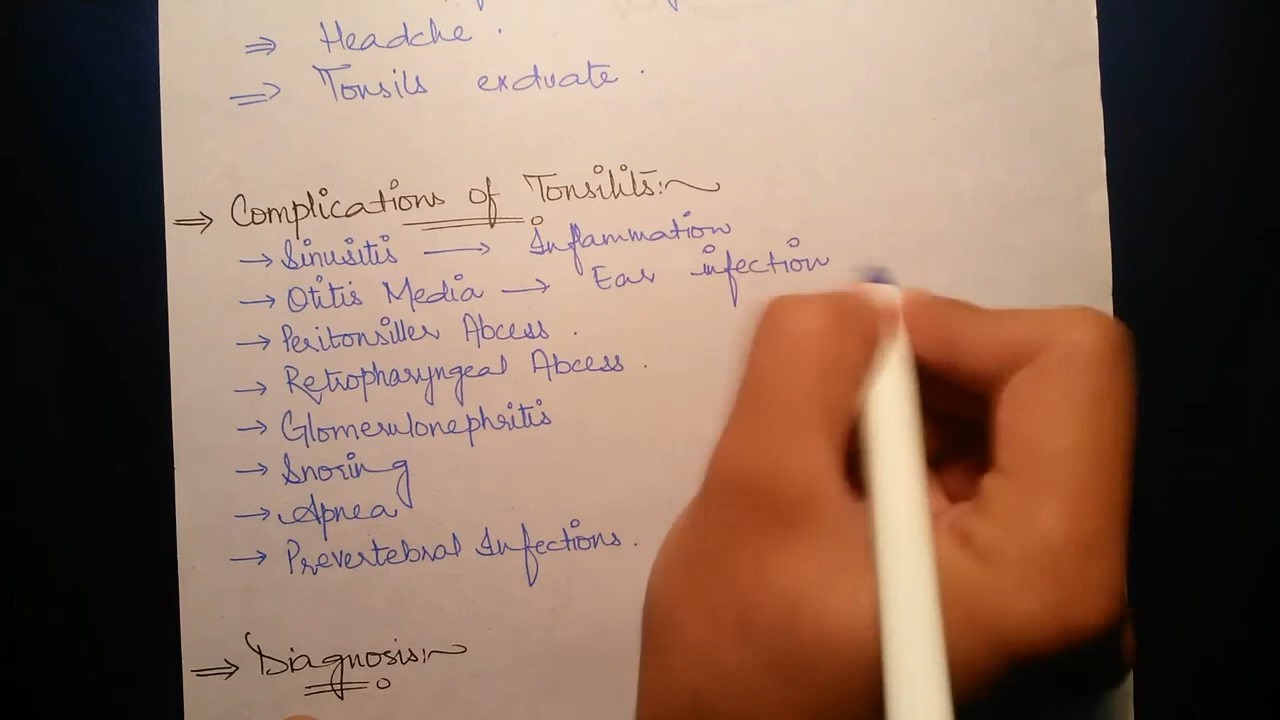 ⇒ Headche.
⇒ Tonsils exduate.
⇒ Complications of Tonsilits:~
→ Sinusitis → Inflammation
→ Otitis Media → Ear infection
→ Peritonsiller Abcess.
→ Retropharyngeal Abcess.
→ Glomerulonephritis
→ Snoring
→ Apnea
→ Prevertebral Infections.
⇒ Diagnosis:~